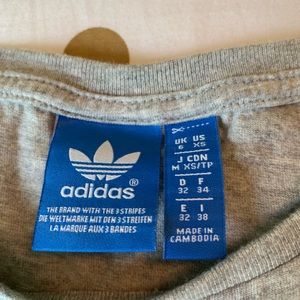 adidas®
THE BRAND WITH THE 3 STRIPES
DIE WELTMARKE MIT DEN 3 STREIFEN
LA MARQUE AUX 3 BANDES
UK US
6 XS
J CDN
M XS/TP
D F
32 34
E I
32 38
MADE IN
CAMBODIA